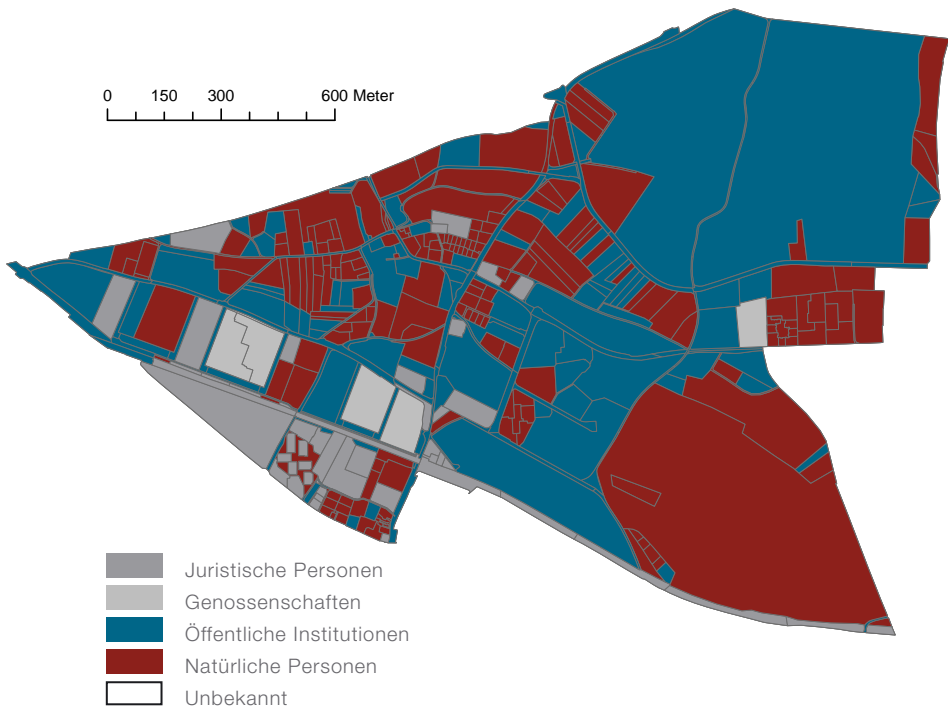 0 150 300 600 Meter
Juristische Personen
Genossenschaften
Öffentliche Institutionen
Natürliche Personen
Unbekannt